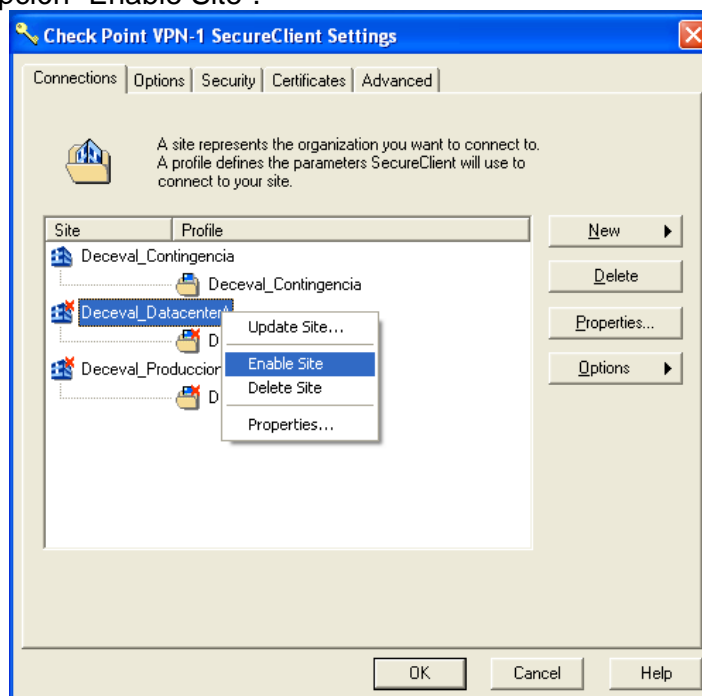 opción "Enable Site".
Check Point VPN-1 SecureClient Settings
Connections Options Security Certificates Advanced
A site represents the organization you want to connect to.
A profile defines the parameters SecureClient will use to
connect to your site.
Site Profile
Deceval_Contingencia
Deceval_Contingencia
Deceval_Datacenter
D
Deceval_Produccion
D
Update Site...
Enable Site
Delete Site
Properties...
New
Delete
Properties...
Options
OK Cancel Help